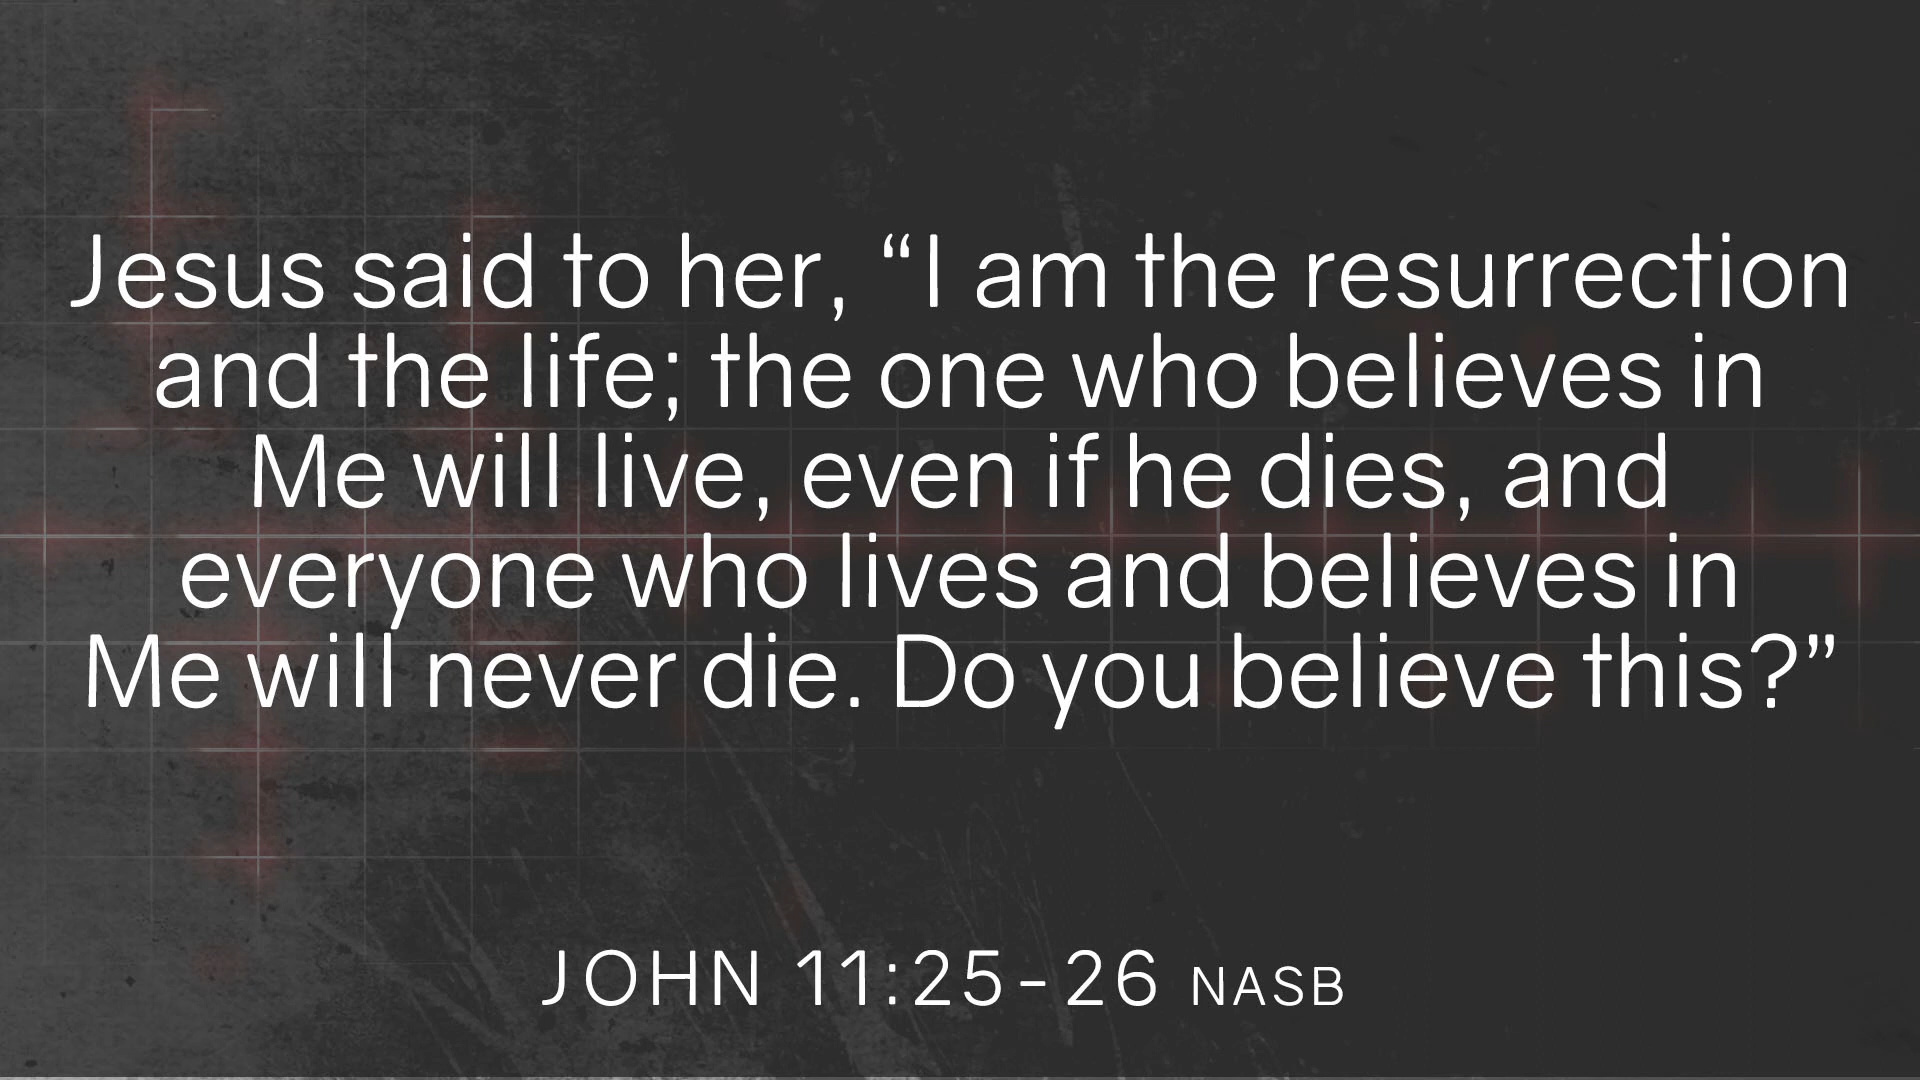 Jesus said to her, “I am the resurrection
and the life; the one who believes in
Me will live, even if he dies, and
everyone who lives and believes in
Me will never die. Do you believe this?”
JOHN 11:25-26 NASB